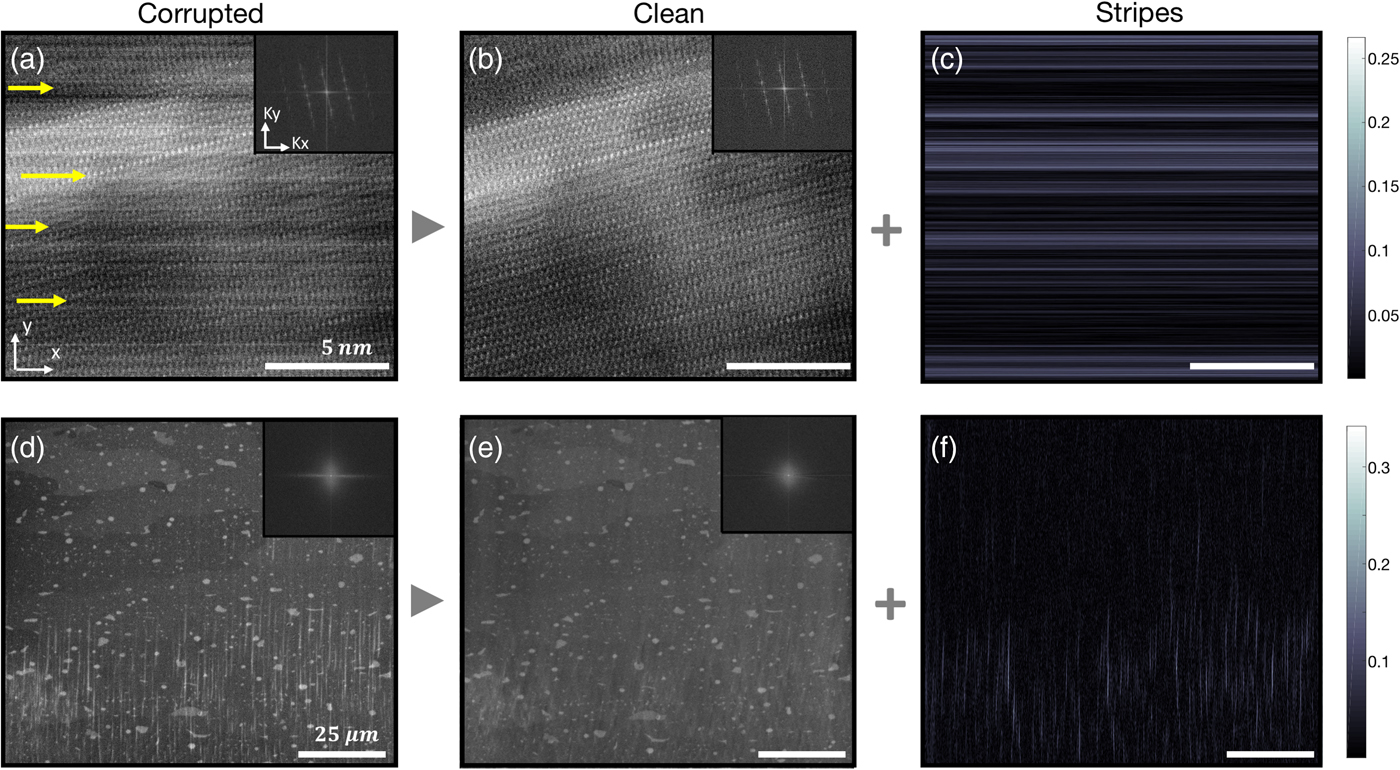 Corrupted
Clean
Stripes
(a)
Ky
Kx
y
x
5 nm
(b)
(c)
0.25
0.2
0.15
0.1
0.05
(d)
25 μm
(e)
(f)
0.3
0.2
0.1